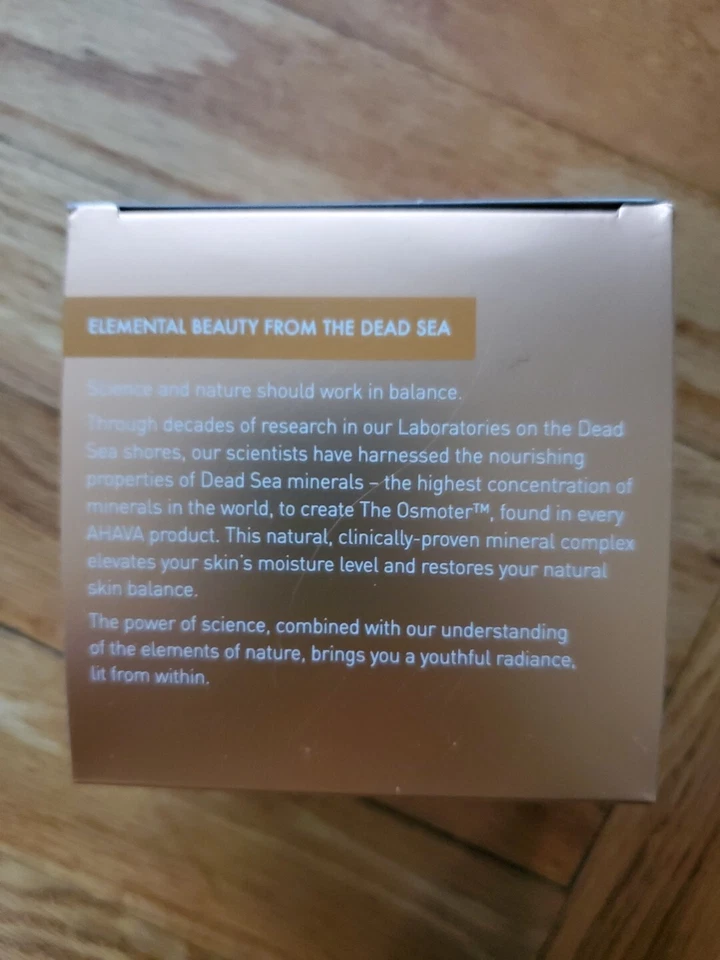 ELEMENTAL BEAUTY FROM THE DEAD SEA
Science and nature should work in balance.
Through decades of research in our Laboratories on the Dead
Sea shores, our scientists have harnessed the nourishing
properties of Dead Sea minerals – the highest concentration of
minerals in the world, to create The Osmoter™, found in every
AHAVA product. This natural, clinically-proven mineral complex
elevates your skin's moisture level and restores your natural
skin balance.
The power of science, combined with our understanding
of the elements of nature, brings you a youthful radiance,
lit from within.